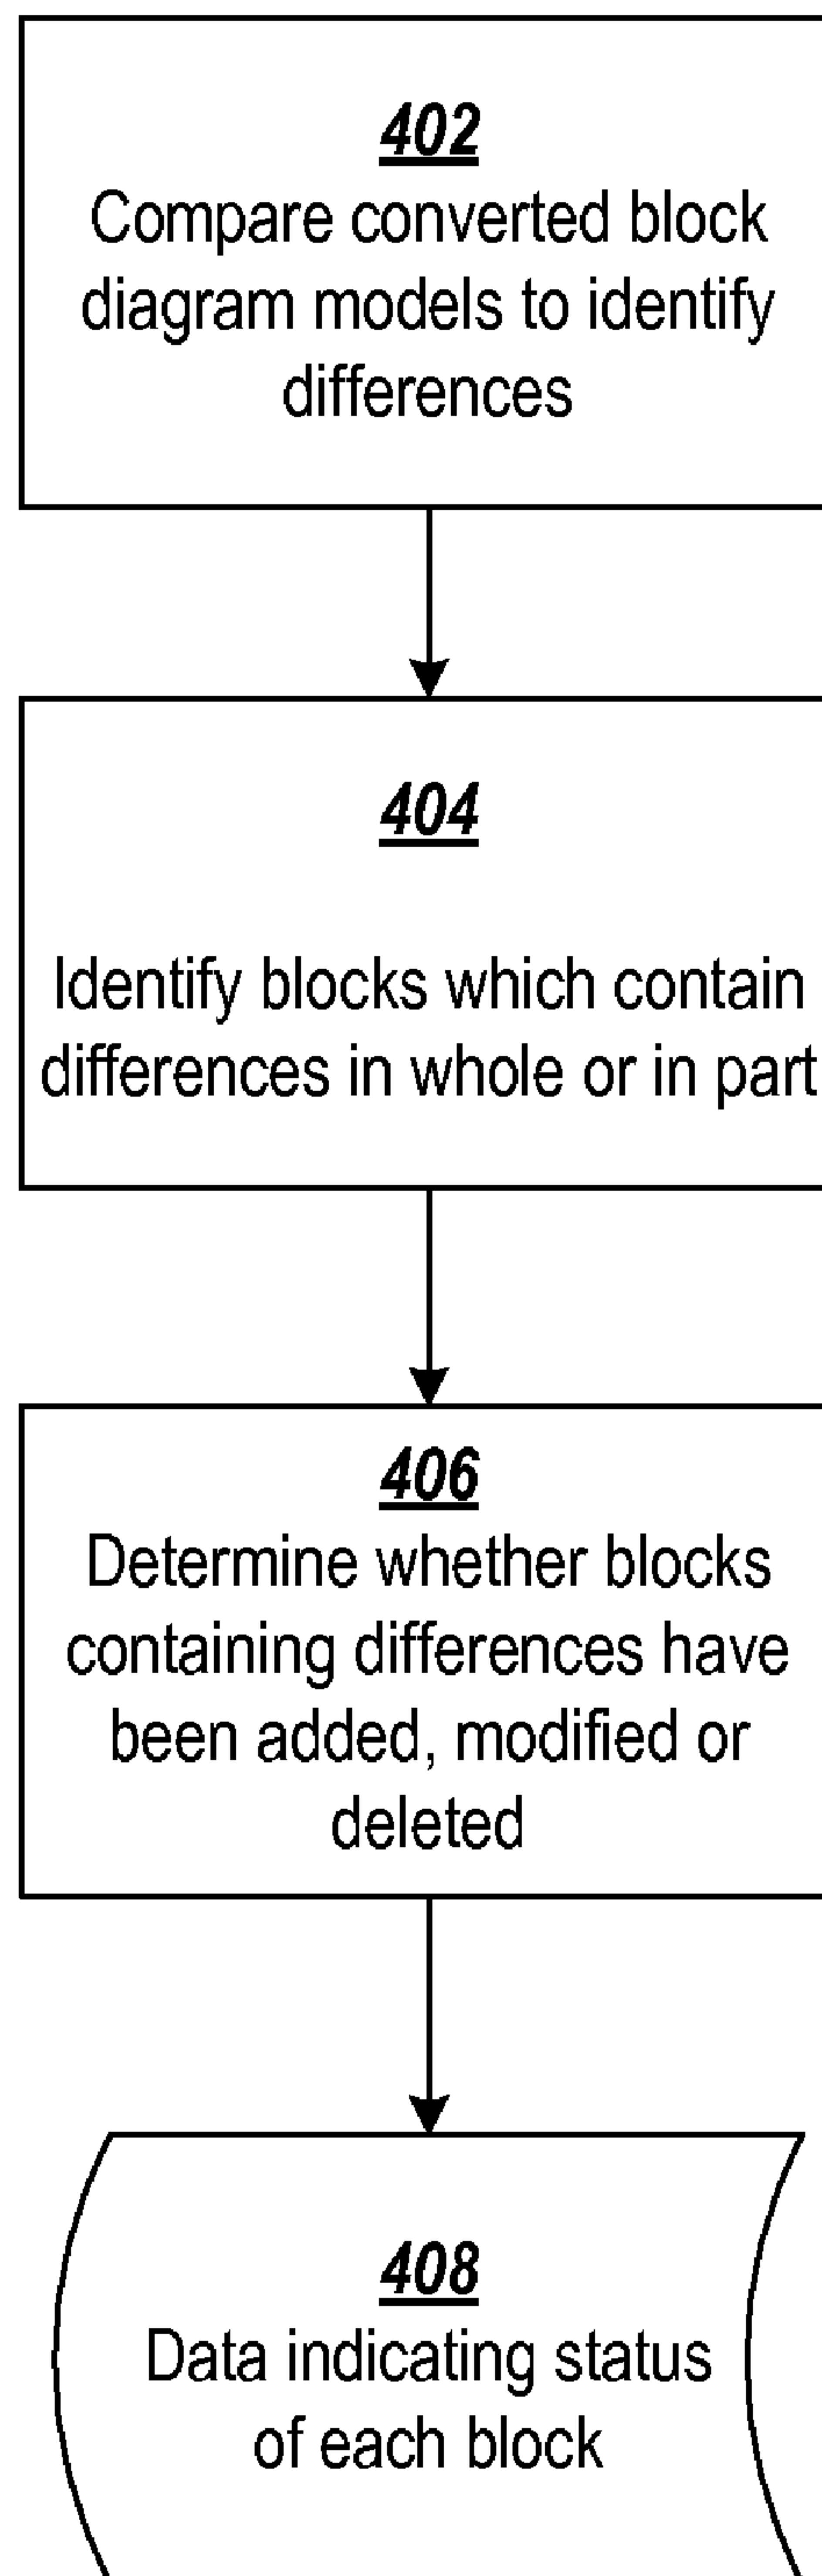 402
Compare converted block
diagram models to identify
differences
404
Identify blocks which contain
differences in whole or in part
406
Determine whether blocks
containing differences have
been added, modified or
deleted
408
Data indicating status
of each block